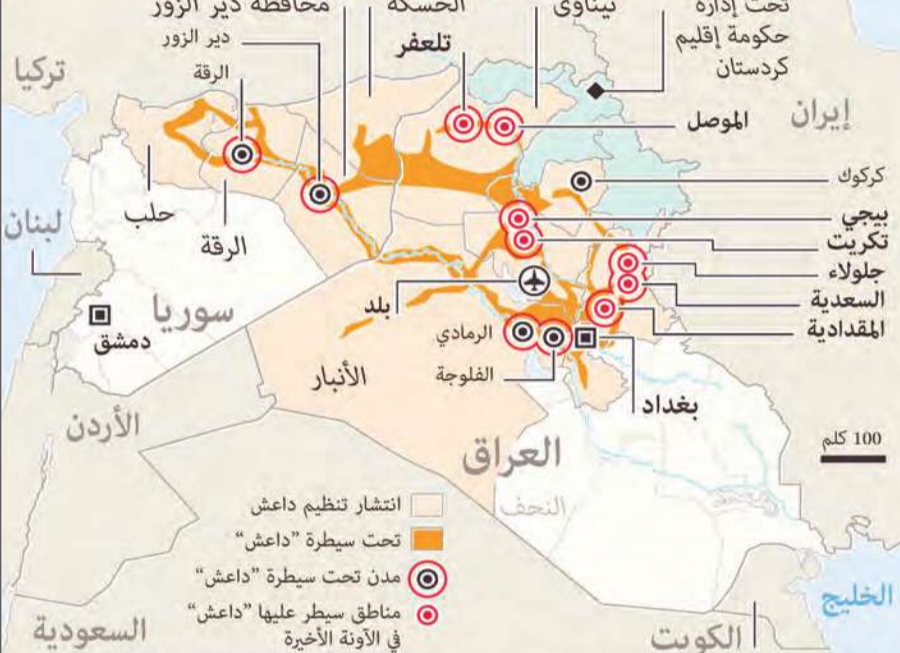 تحت إدارة
حكومة إقليم
كردستان
نينوى
الحسكة
محافظة دير الزور
دير الزور
الرقة
تلعفر
تركيا
إيران
الموصل
كركوك
بيجي
تكريت
جلولاء
السعدية
المقدادية
حلب
الرقة
لبنان
سوريا
دمشق
بلد
الرمادي
الفلوجة
الأنبار
بغداد
الأردن
العراق
النجف
100 كلم
انتشار تنظيم داعش
تحت سيطرة ”داعش“
مدن تحت سيطرة ”داعش“
مناطق سيطر عليها ”داعش“
في الآونة الأخيرة
الخليج
السعودية
الكويت